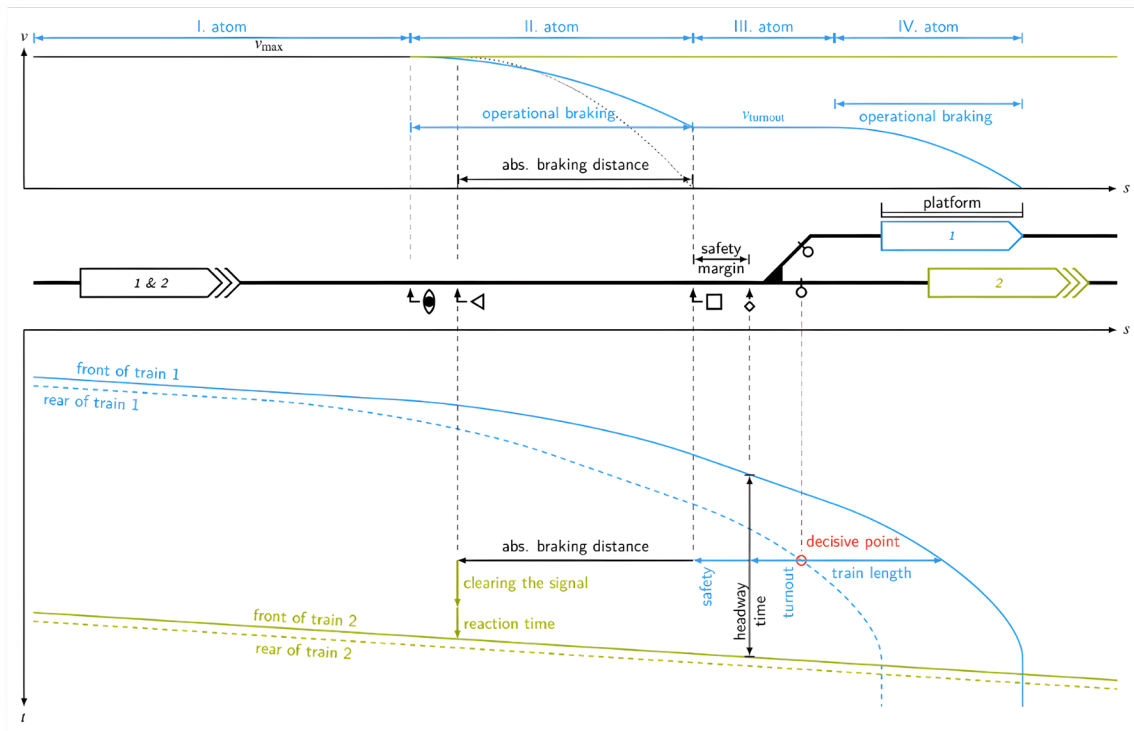 I. atom
II. atom
III. atom
IV. atom
v
vmax
operational braking
vturnout
operational braking
abs. braking distance
s
platform
1
safety
margin
1 & 2
2
s
front of train 1
rear of train 1
decisive point
abs. braking distance
safety
turnout
train length
clearing the signal
headway
time
reaction time
front of train 2
rear of train 2
t